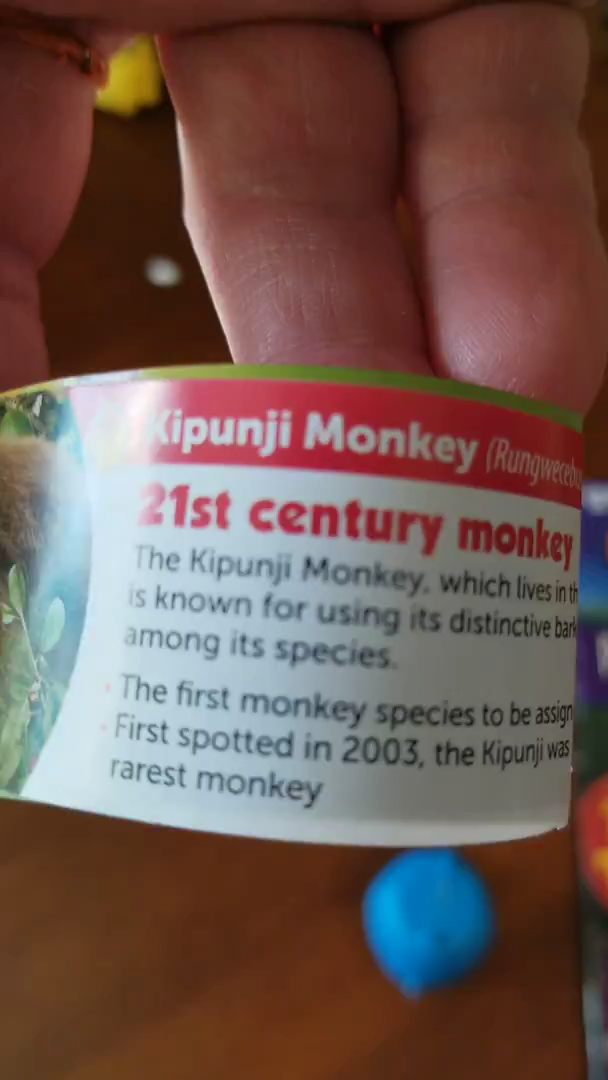 Kipunji Monkey (Rungwecebu
21st century monkey
The Kipunji Monkey, which lives in th
is known for using its distinctive bark
among its species.
· The first monkey species to be assign
· First spotted in 2003, the Kipunji was
rarest monkey